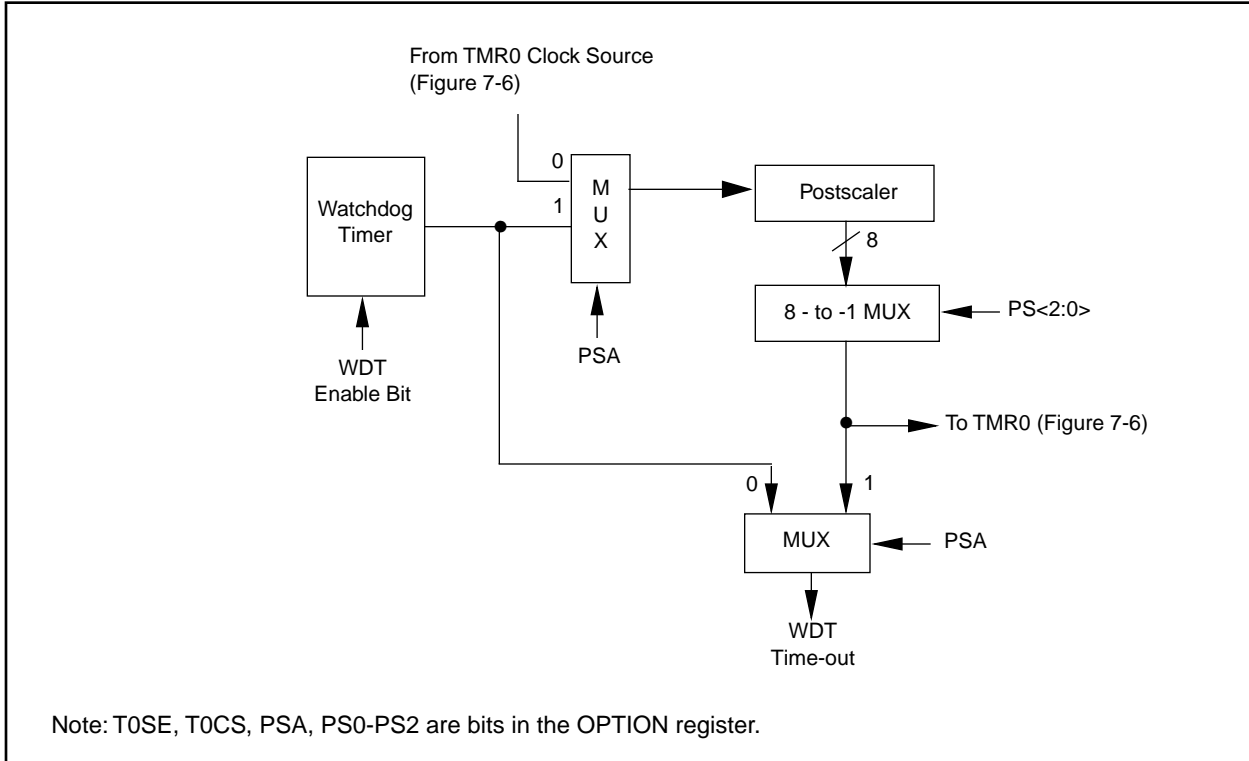 From TMR0 Clock Source
(Figure 7-6)
0
M
U
X
1
Watchdog
Timer
Postscaler
8
8 - to -1 MUX
PS<2:0>
PSA
WDT
Enable Bit
To TMR0 (Figure 7-6)
0
1
MUX
PSA
WDT
Time-out
Note: T0SE, T0CS, PSA, PS0-PS2 are bits in the OPTION register.